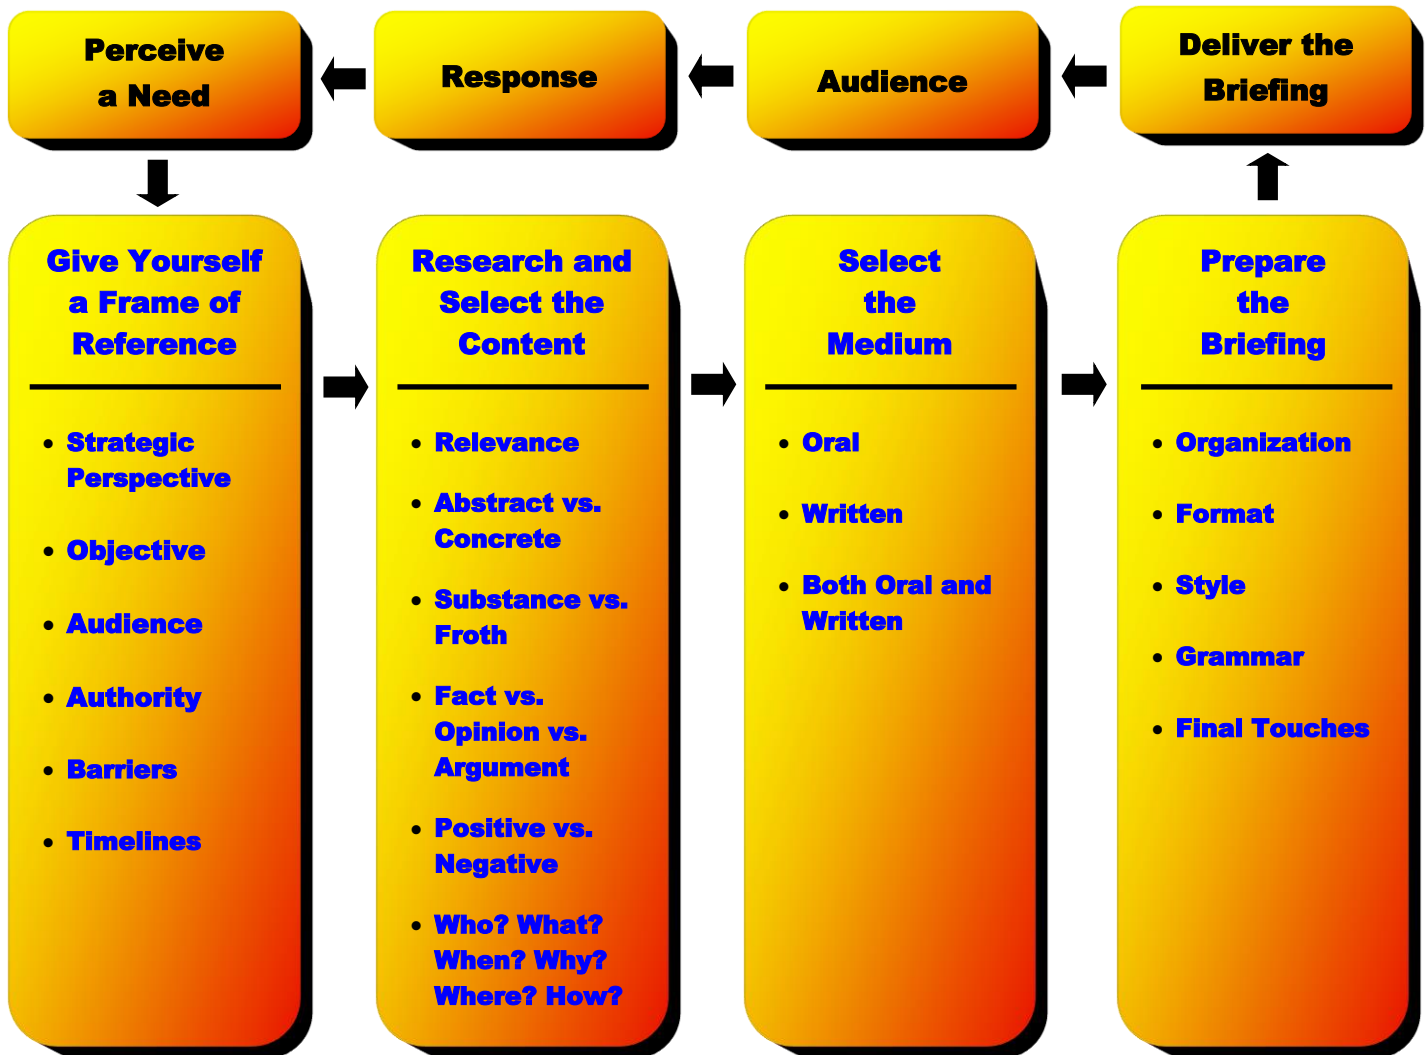 Perceive
a Need
Response
Audience
Deliver the
Briefing
Give Yourself
a Frame of
Reference
• Strategic
Perspective
• Objective
• Audience
• Authority
• Barriers
• Timelines
Research and
Select the
Content
• Relevance
• Abstract vs.
Concrete
• Substance vs.
Froth
• Fact vs.
Opinion vs.
Argument
• Positive vs.
Negative
• Who? What?
When? Why?
Where? How?
Select
the
Medium
• Oral
• Written
• Both Oral and
Written
Prepare
the
Briefing
• Organization
• Format
• Style
• Grammar
• Final Touches